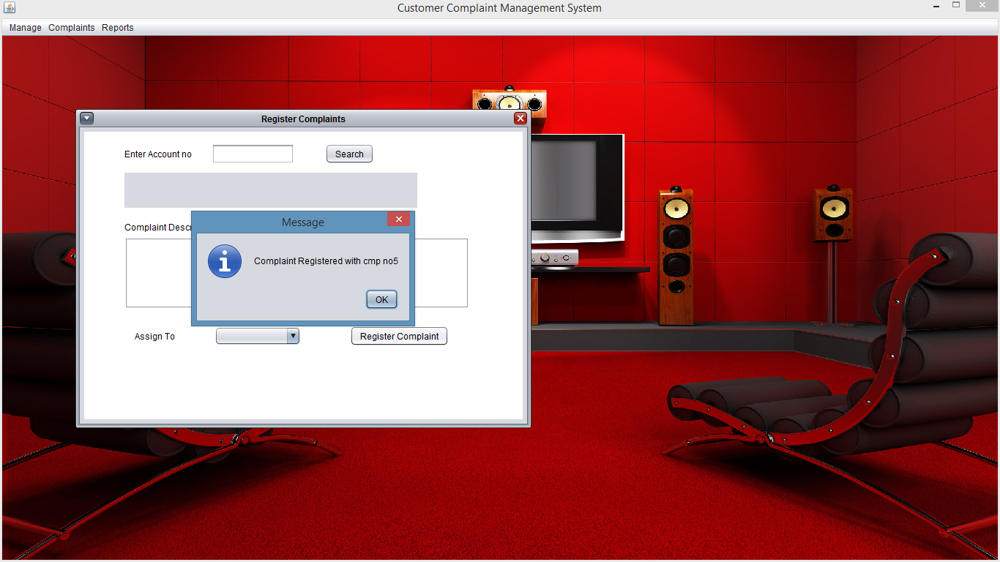 Customer Complaint Management System
Manage Complaints Reports
Register Complaints
Enter Account no
Search
Complaint Descr
Message
Complaint Registered with cmp no5
OK
Assign To
Register Complaint